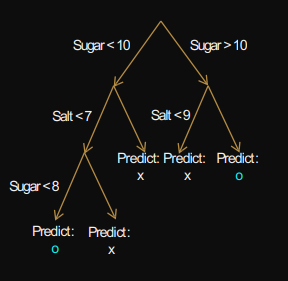 Sugar < 10
Sugar > 10
Salt < 7
Salt < 9
Predict:
x
Predict:
x
Predict:
o
Sugar < 8
Predict:
o
Predict:
x